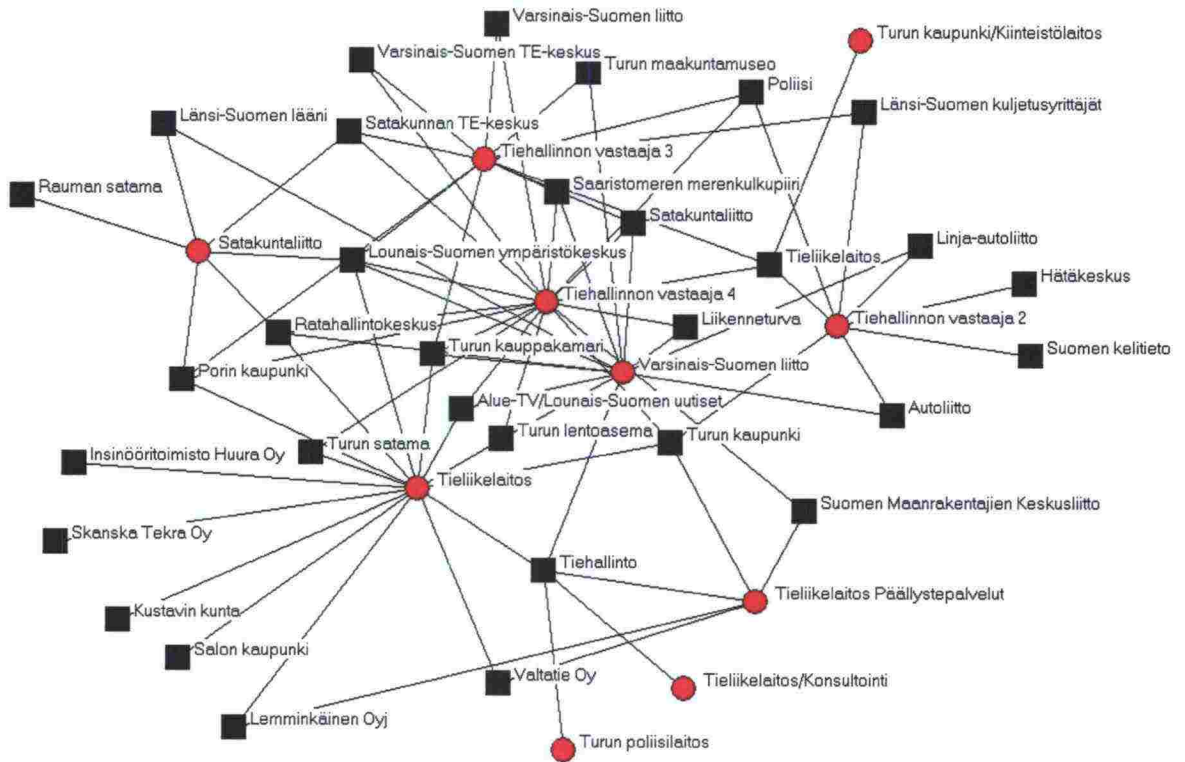 Varsinais-Suomen liitto
Turun kaupunki/Kiinteistölaitos
Varsinais-Suomen TE-keskus
Turun maakuntamuseo
Poliisi
Länsi-Suomen lääni
Satakunnan TE-keskus
Länsi-Suomen kuljetusyrittäjät
Tiehallinnon vastaaja 3
Rauman satama
Saaristomeren merenkulkupiiri
Satakuntaliitto
Satakuntaliitto
Lounais-Suomen ympäristökeskus
Tieliikelaitos
Linja-autoliitto
Hätäkeskus
Tiehallinnon vastaaja 4
Ratahallintokeskus
Liikenneturva
Tiehallinnon vastaaja 2
Turun kauppakamari
Porin kaupunki
Varsinais-Suomen liitto
Suomen kelitieto
Alue-TV/Lounais-Suomen uutiset
Autoliitto
Turun satama
Turun lentoasema
Turun kaupunki
Insinööritoimisto Huura Oy
Tieliikelaitos
Suomen Maanrakentajien Keskusliitto
Skanska Tekra Oy
Tiehallinto
Tieliikelaitos Päällystepalvelut
Kustavin kunta
Salon kaupunki
Valtatie Oy
Tieliikelaitos/Konsultointi
Lemminkäinen Oyj
Turun poliisilaitos